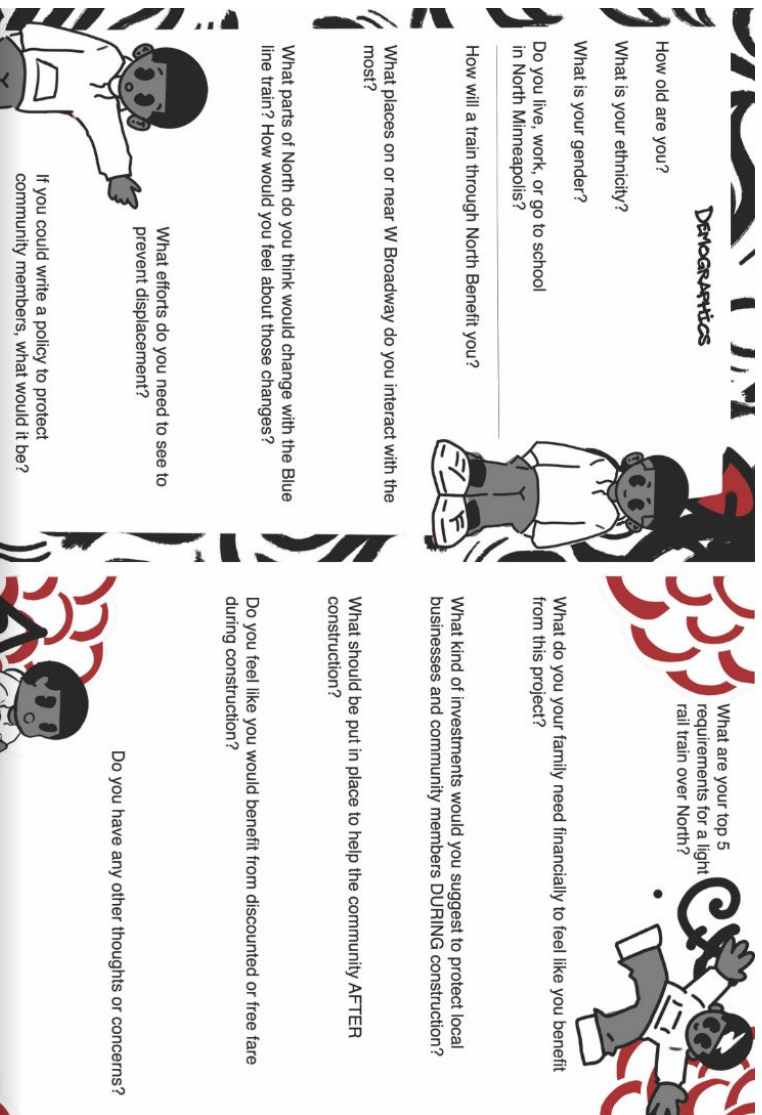 DEMOGRAPHICS
How old are you?
What is your ethnicity?
What is your gender?
Do you live, work, or go to school
in North Minneapolis?
How will a train through North Benefit you?
What places on or near W Broadway do you interact with the
most?
What parts of North do you think would change with the Blue
line train? How would you feel about those changes?
What efforts do you need to see to
prevent displacement?
If you could write a policy to protect
community members, what would it be?
What are your top 5
requirements for a light
rail train over North?
What do you your family need financially to feel like you benefit
from this project?
What kind of investments would you suggest to protect local
businesses and community members DURING construction?
What should be put in place to help the community AFTER
construction?
Do you feel like you would benefit from discounted or free fare
during construction?
Do you have any other thoughts or concerns?